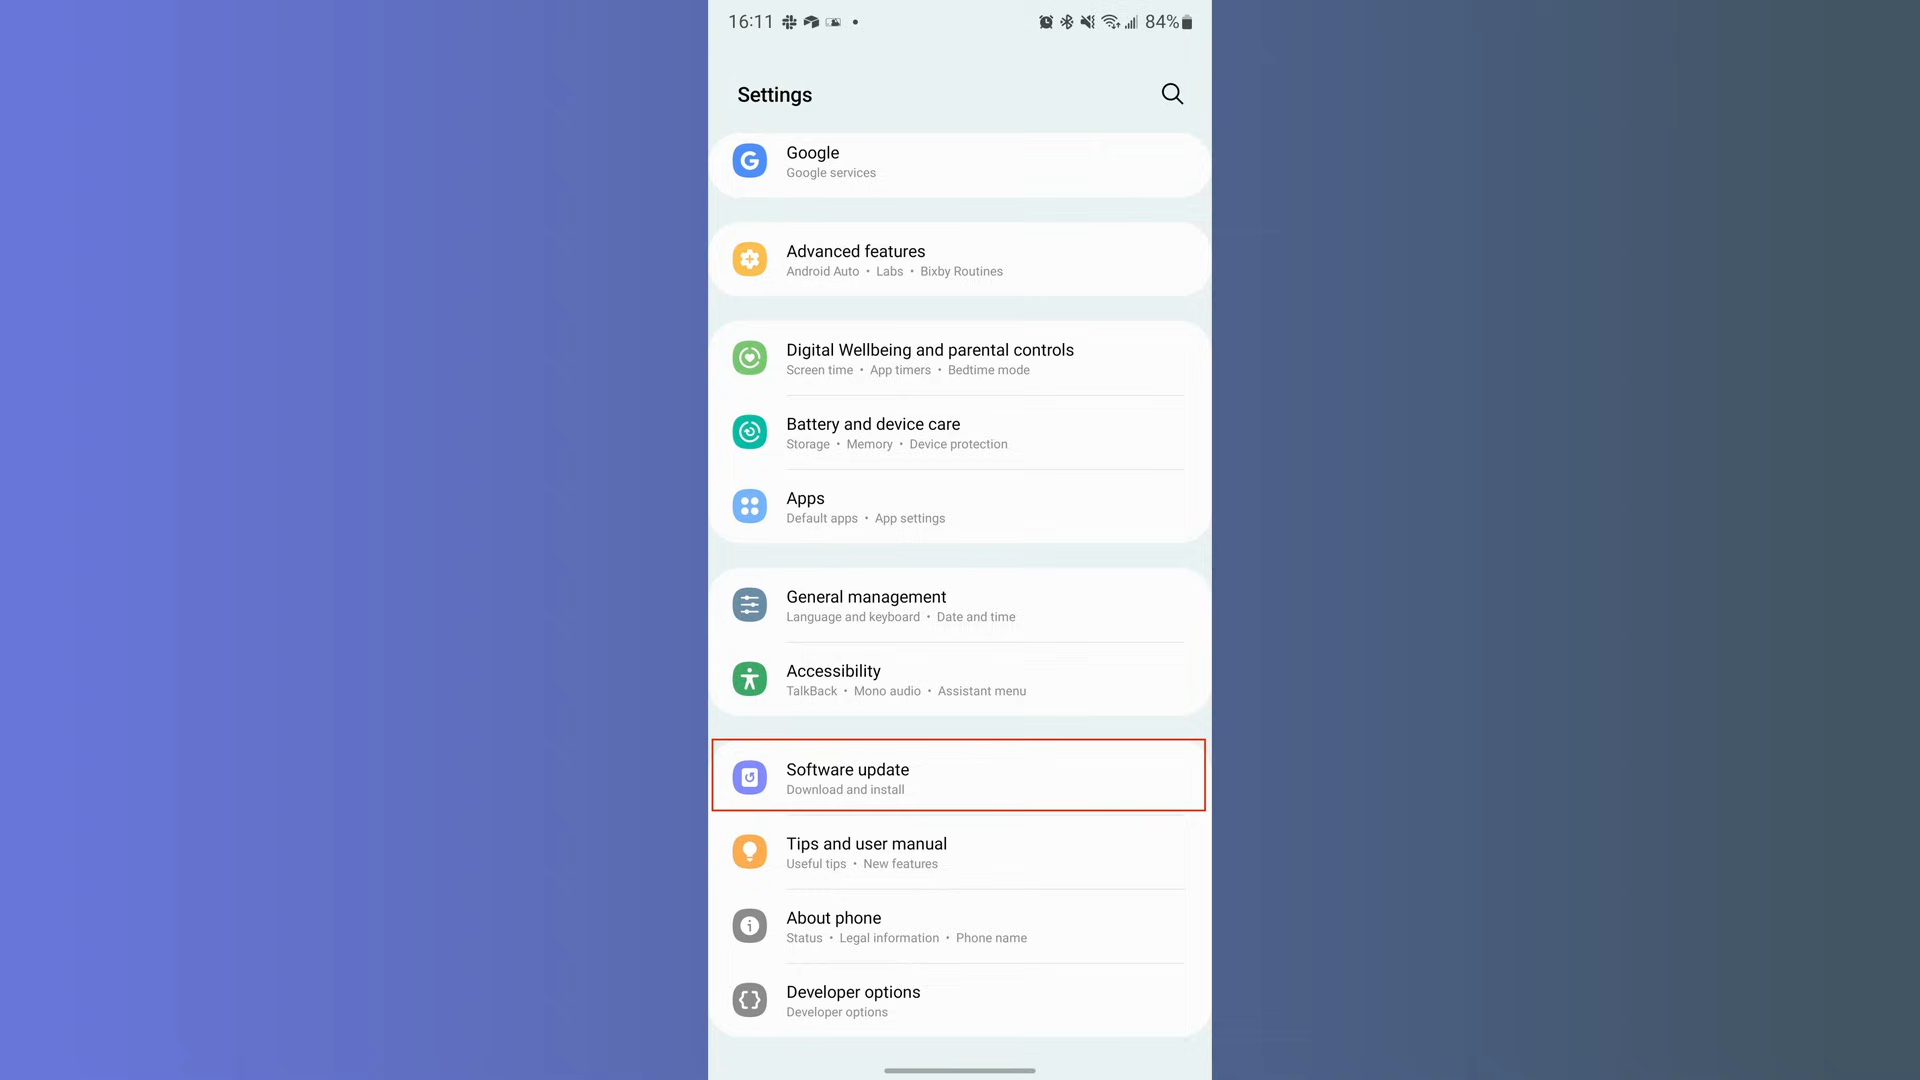 16:11 84%
Settings
Google
Google services
Advanced features
Android Auto • Labs • Bixby Routines
Digital Wellbeing and parental controls
Screen time • App timers • Bedtime mode
Battery and device care
Storage • Memory • Device protection
Apps
Default apps • App settings
General management
Language and keyboard • Date and time
Accessibility
TalkBack • Mono audio • Assistant menu
Software update
Download and install
Tips and user manual
Useful tips • New features
About phone
Status • Legal information • Phone name
Developer options
Developer options